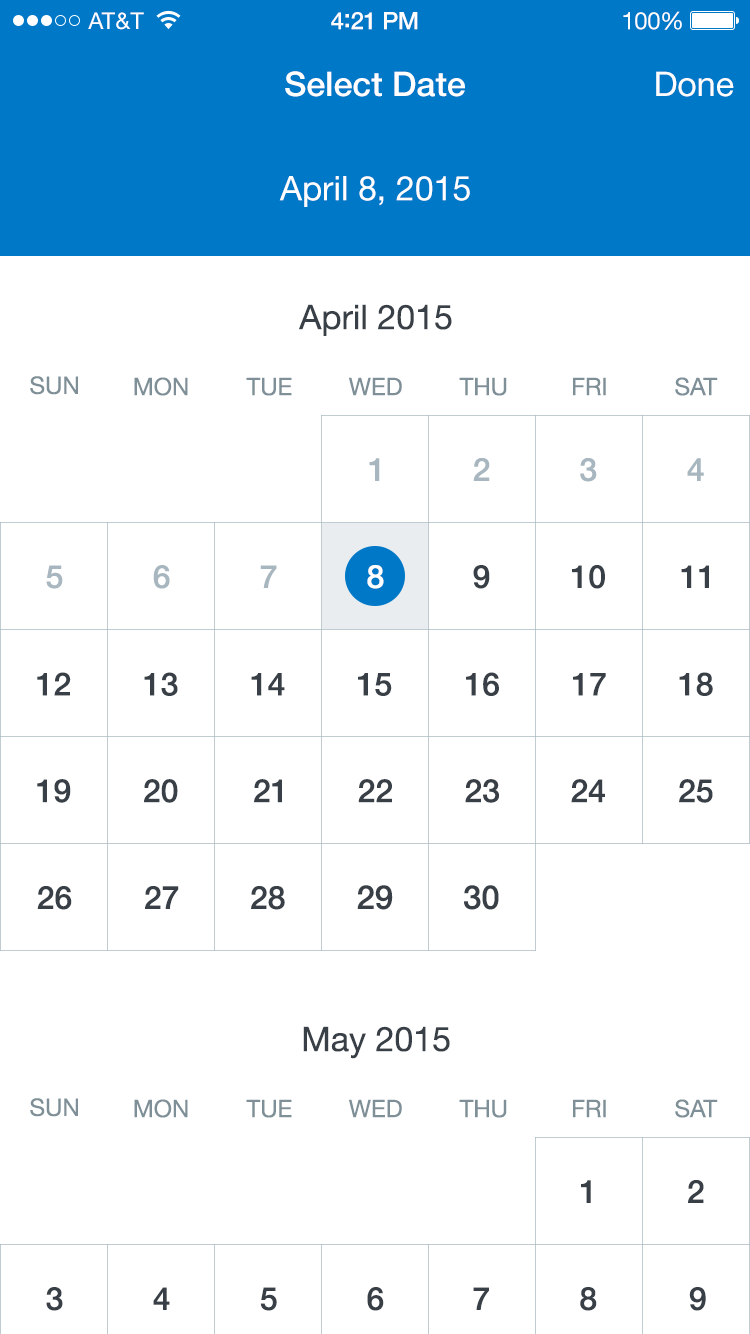 AT&T 4:21 PM 100%
Select Date Done
April 8, 2015
April 2015
SUN MON TUE WED THU FRI SAT
1 2 3 4
5 6 7 8 9 10 11
12 13 14 15 16 17 18
19 20 21 22 23 24 25
26 27 28 29 30
May 2015
SUN MON TUE WED THU FRI SAT
1 2
3 4 5 6 7 8 9